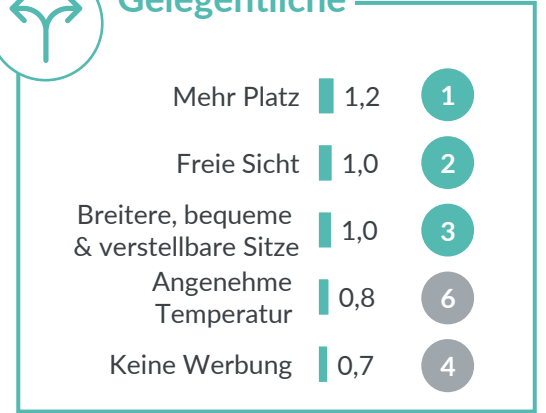 Gelegentliche
Mehr Platz 1,2 1
Freie Sicht 1,0 2
Breitere, bequeme
& verstellbare Sitze 1,0 3
Angenehme
Temperatur 0,8 6
Keine Werbung 0,7 4